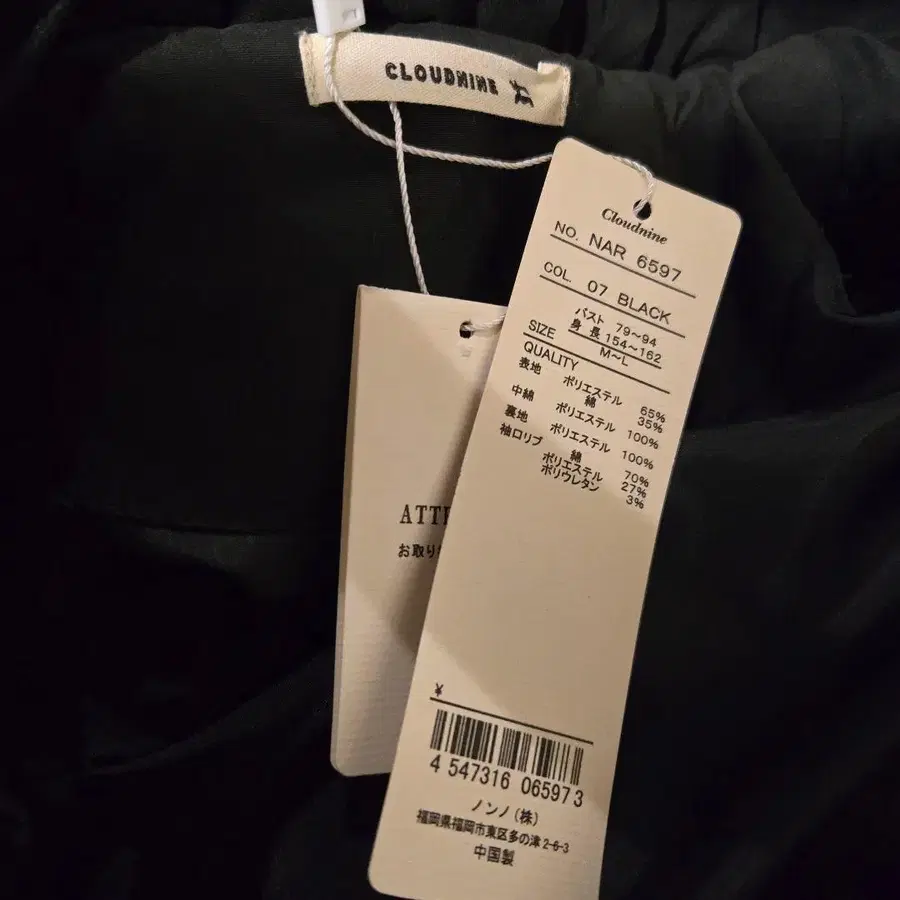 CLOUDNINE
Cloudnine
NO. NAR 6597
COL. 07 BLACK
バスト 79～94
SIZE 身長 154～162
M～L
QUALITY
表地 ポリエステル 65%
綿 35%
中綿 ポリエステル 100%
裏地 ポリエステル 100%
袖口リブ 綿 70%
ポリエステル 27%
ポリウレタン 3%
¥
4 547316 065973
ノンノ(株)
福岡県福岡市東区多の津2-6-3
中国製
ATT
お取り